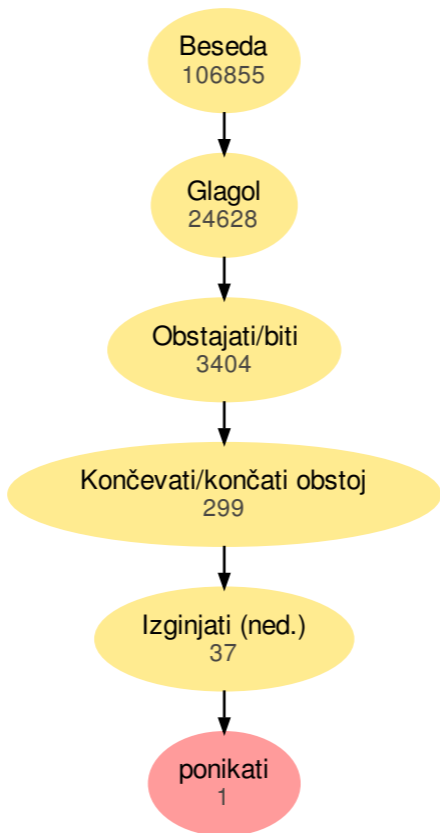 Beseda
106855
Glagol
24628
Obstajati/biti
3404
Končevati/končati obstoj
299
Izginjati (ned.)
37
ponikati
1